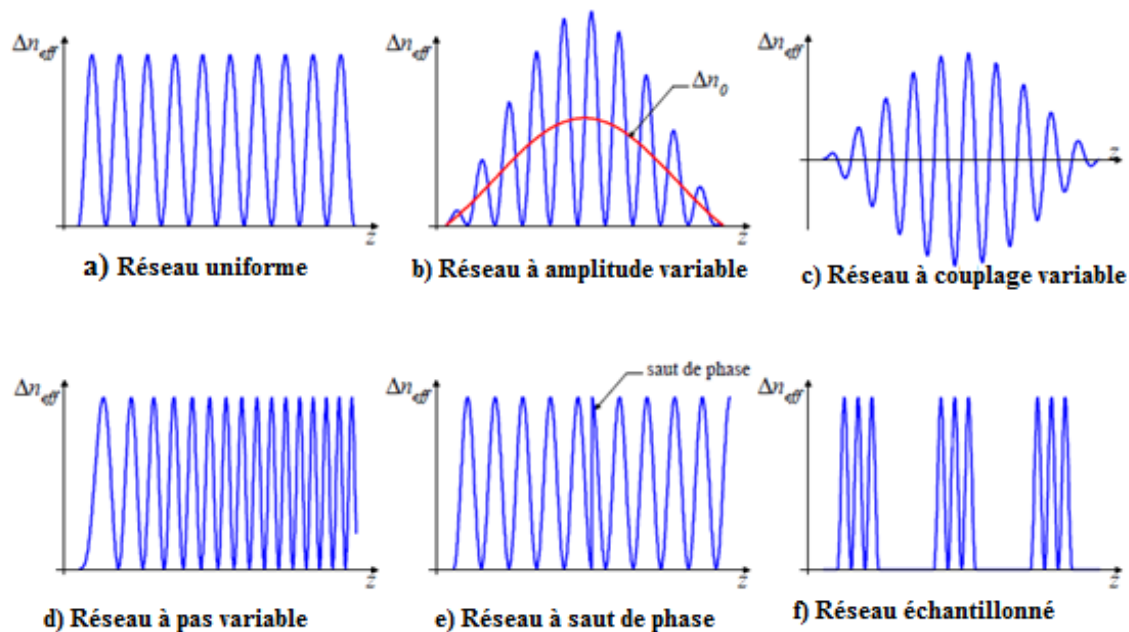 Δn_eff
z
a) Réseau uniforme
Δn_eff
Δn_0
z
b) Réseau à amplitude variable
Δn_eff
z
c) Réseau à couplage variable
Δn_eff
z
d) Réseau à pas variable
Δn_eff
saut de phase
z
e) Réseau à saut de phase
Δn_eff
z
f) Réseau échantillonné